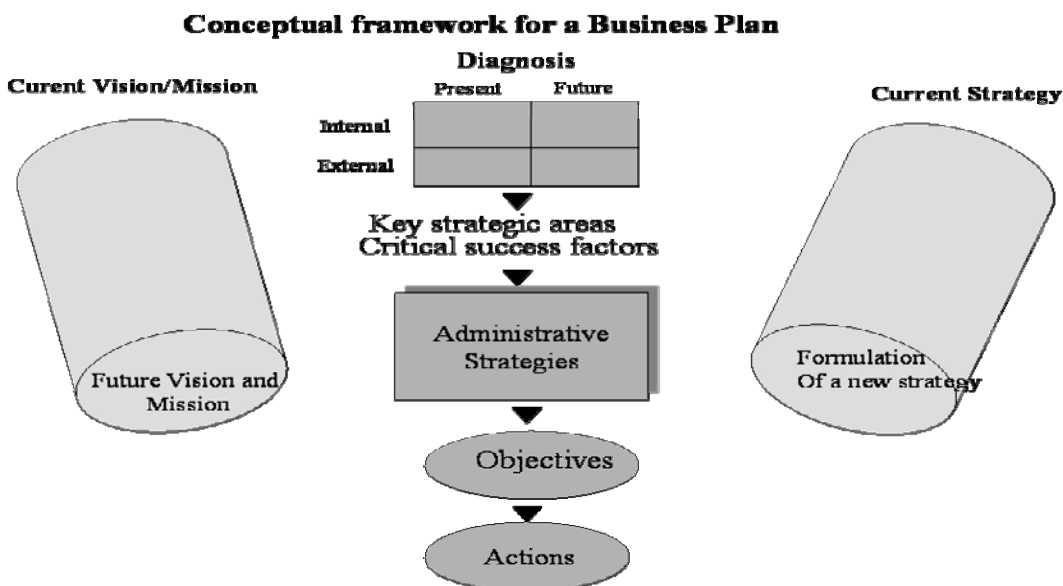 Conceptual framework for a Business Plan
Diagnosis
Curent Vision/Mission
Present Future
Current Strategy
Internal
External
Key strategic areas
Critical success factors
Administrative
Strategies
Future Vision and
Mission
Formulation
Of a new strategy
Objectives
Actions